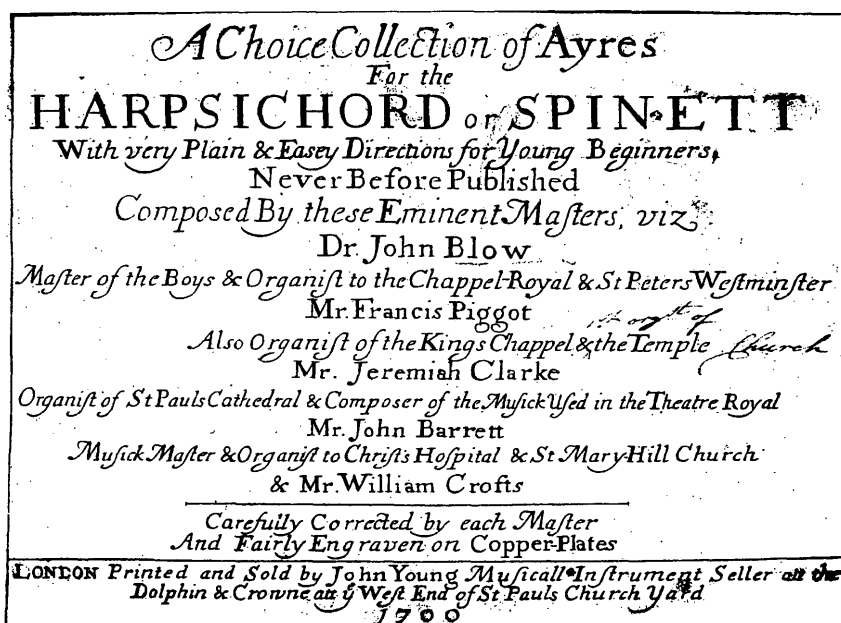 A Choice Collection of Ayres
For the
HARPSICHORD or SPINETT
With very Plain & Easey Directions for Young Beginners,
Never Before Published
Composed By these Eminent Maſters, viz
Dr. John Blow
Maſter of the Boys & Organiſt to the Chappel-Royal & St Peters Weſtminster
Mr. Francis Piggot
Also Organiſt of the Kings Chappel & the Temple Church
Mr. Jeremiah Clarke
Organiſt of St Pauls Cathedral & Composer of the Muſick Uſed in the Theatre Royal
Mr. John Barrett
Muſick Maſter & Organiſt to Chriſt's Hospital & St Mary-Hill Church
& Mr. William Crofts
Carefully Corrected by each Maſter
And Fairly Engraven on Copper-Plates
LONDON Printed and Sold by John Young Muſicall Inſtrument Seller att the
Dolphin & Crowne att ẏ Weſt End of St Pauls Church Yard
1700